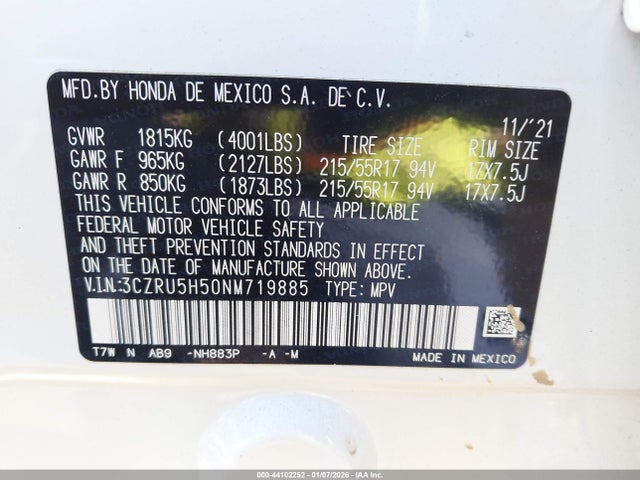 MFD.BY HONDA DE MEXICO S.A. DE C.V.
11/'21
GVWR 1815KG (4001LBS) TIRE SIZE RIM SIZE
GAWR F 965KG (2127LBS) 215/55R17 94V 17X7.5J
GAWR R 850KG (1873LBS) 215/55R17 94V 17X7.5J
THIS VEHICLE CONFORMS TO ALL APPLICABLE
FEDERAL MOTOR VEHICLE SAFETY
AND THEFT PREVENTION STANDARDS IN EFFECT
ON THE DATE OF MANUFACTURE SHOWN ABOVE.
V.I.N.:3CZRU5H50NM719885 TYPE: MPV
T7W N AB9 -NH883P -A -M
MADE IN MEXICO
000-44102252 - 01/07/2026 - IAAI.com